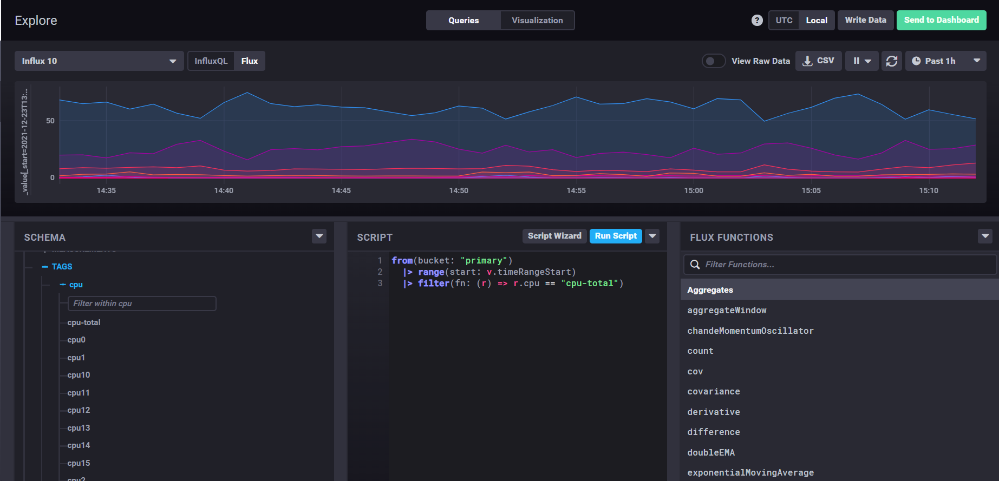 Explore
Queries
Visualization
?
UTC
Local
Write Data
Send to Dashboard
Influx 10
InfluxQL
Flux
View Raw Data
CSV
Past 1h
_value[_start=2021-12-23T13:...
50
0
14:35
14:40
14:45
14:50
14:55
15:00
15:05
15:10
SCHEMA
MEASUREMENTS
TAGS
cpu
Filter within cpu
cpu-total
cpu0
cpu1
cpu10
cpu11
cpu12
cpu13
cpu14
cpu15
cpu2
SCRIPT
Script Wizard
Run Script
1 from(bucket: "primary")
2 |> range(start: v.timeRangeStart)
3 |> filter(fn: (r) => r.cpu == "cpu-total")
FLUX FUNCTIONS
Filter Functions...
Aggregates
aggregateWindow
chandeMomentumOscillator
count
cov
covariance
derivative
difference
doubleEMA
exponentialMovingAverage